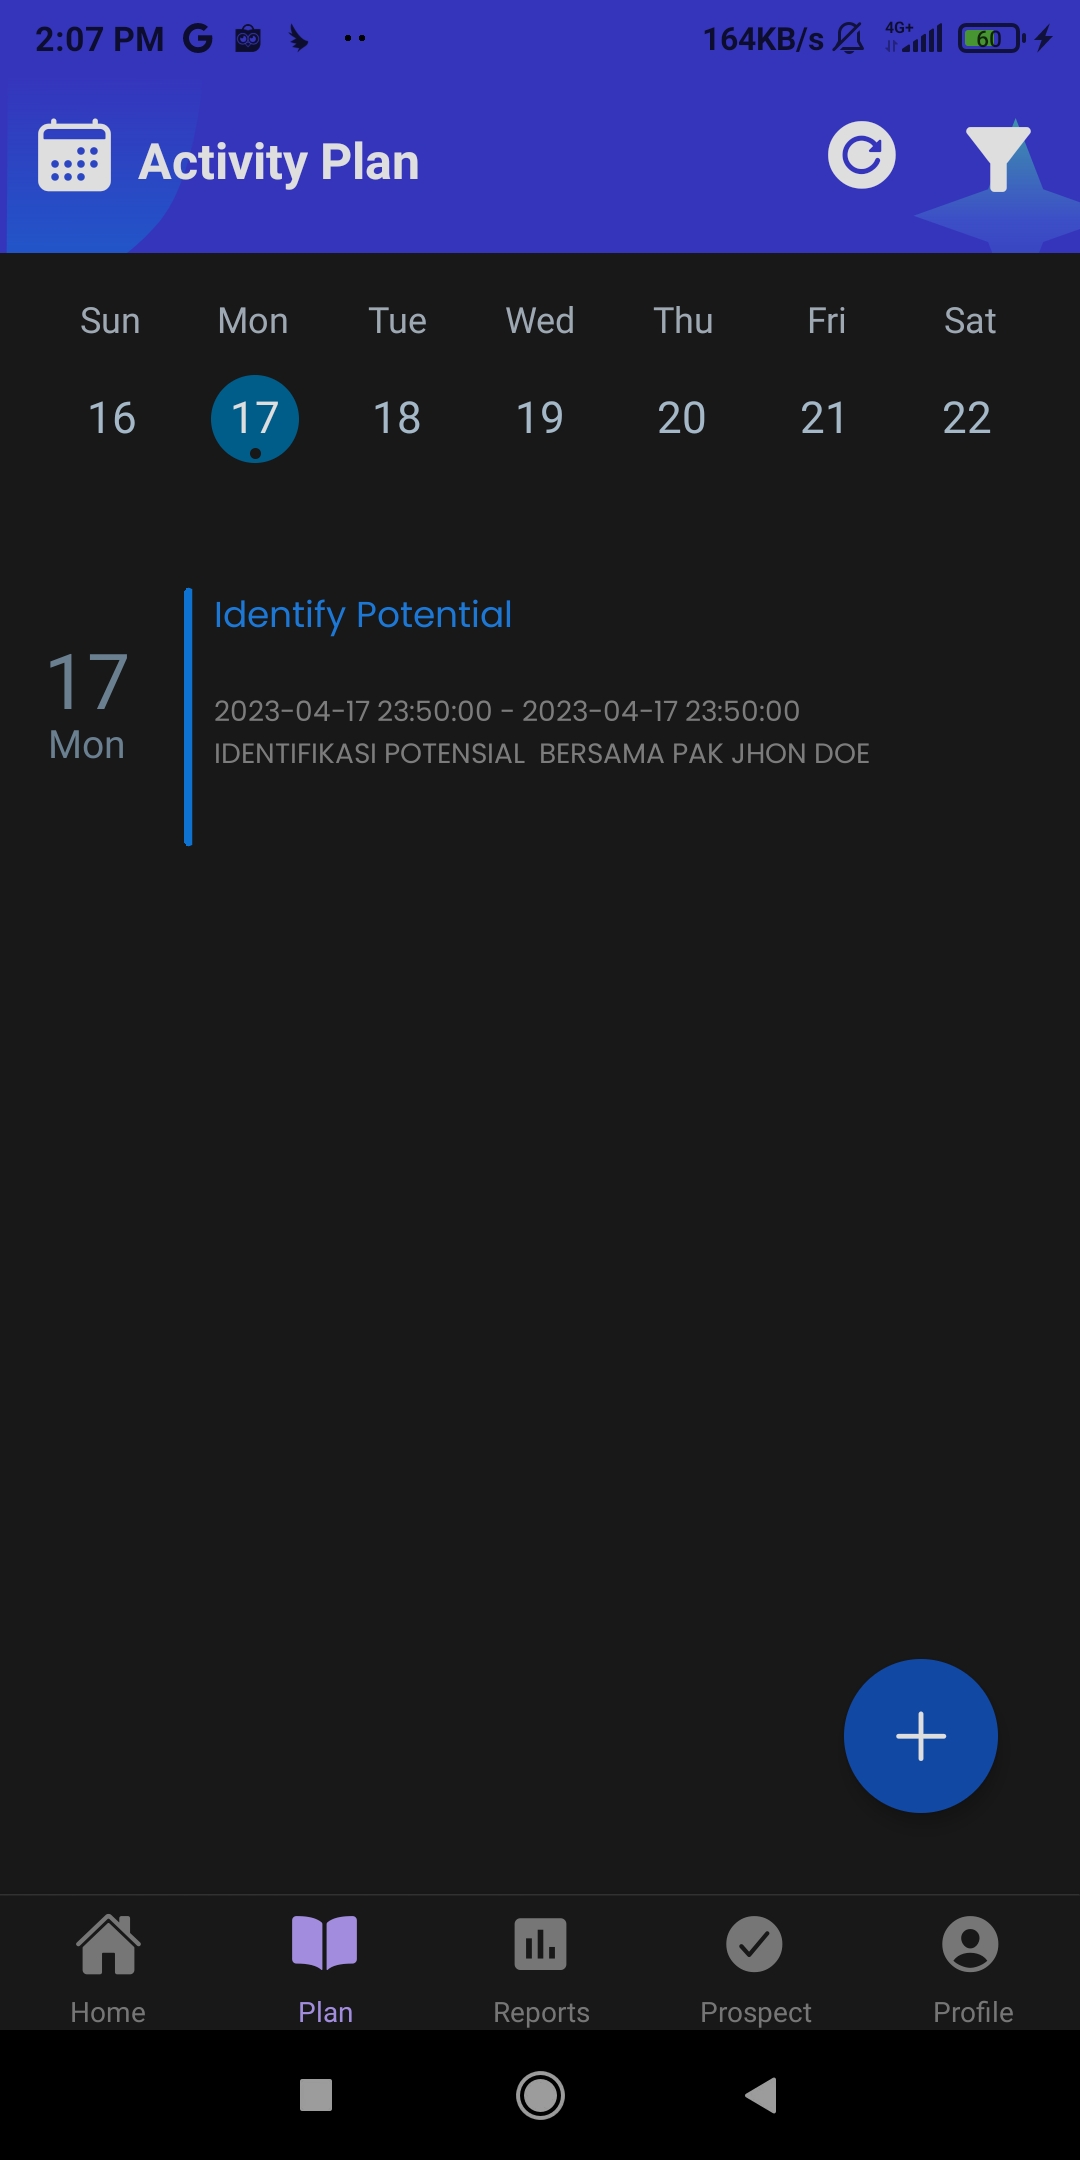 2:07 PM 164KB/s 4G+ 60
Activity Plan
Sun Mon Tue Wed Thu Fri Sat
16 17 18 19 20 21 22
Identify Potential
17
Mon
2023-04-17 23:50:00 - 2023-04-17 23:50:00
IDENTIFIKASI POTENSIAL  BERSAMA PAK JHON DOE
Home Plan Reports Prospect Profile